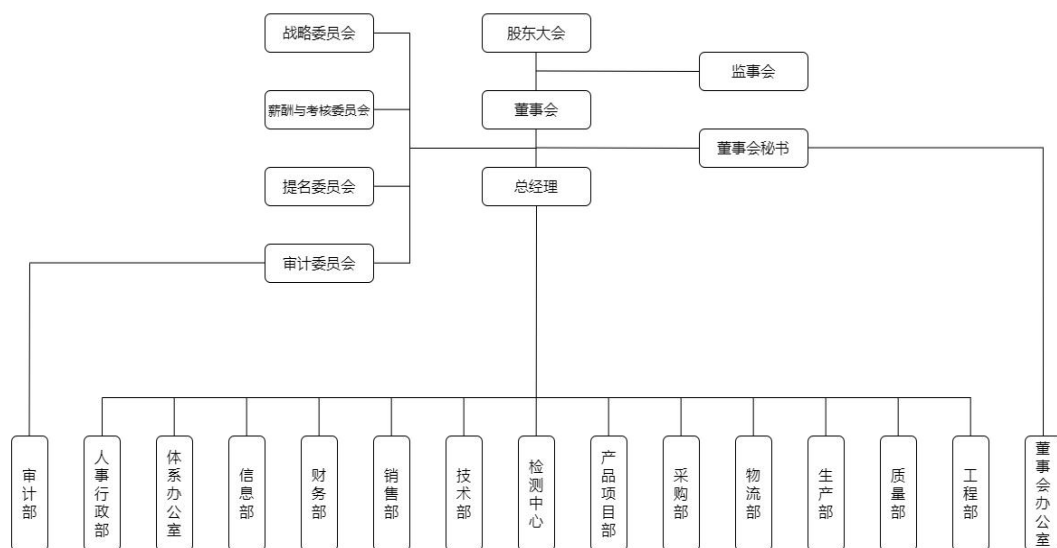 战略委员会
股东大会
监事会
薪酬与考核委员会
董事会
董事会秘书
提名委员会
总经理
审计委员会
审计部
人事行政部
体系办公室
信息部
财务部
销售部
技术部
检测中心
产品项目部
采购部
物流部
生产部
质量部
工程部
董事会办公室